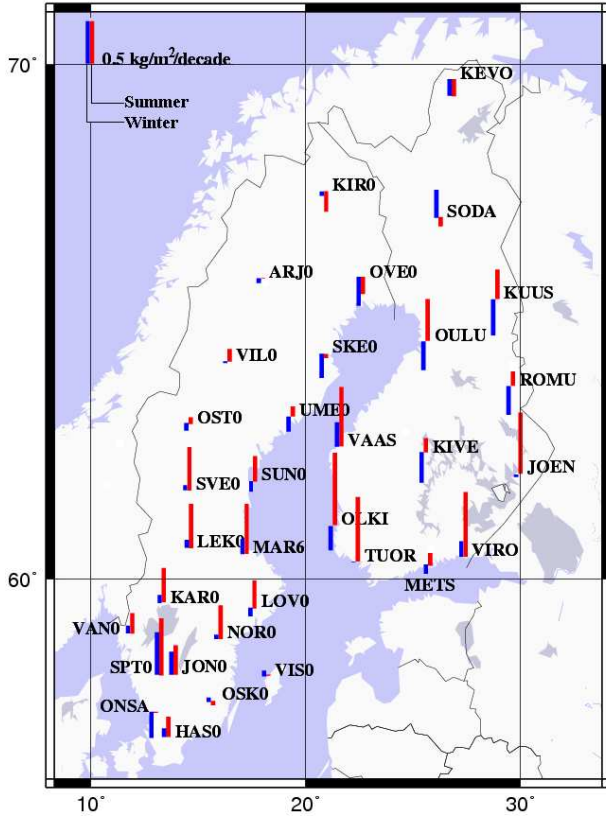 70°
0.5 kg/m²/decade
KEVO
Summer
Winter
KIR0
SODA
ARJ0
OVE0
KUUS
OULU
VIL0
SKE0
ROMU
OST0
UME0
VAAS
KIVE
JOEN
SVE0
SUN0
OLKI
LEK0
MAR6
TUOR
VIRO
60°
METS
KAR0
LOV0
VAN0
NOR0
SPT0
JON0
VIS0
ONSA
OSK0
HAS0
10° 20° 30°